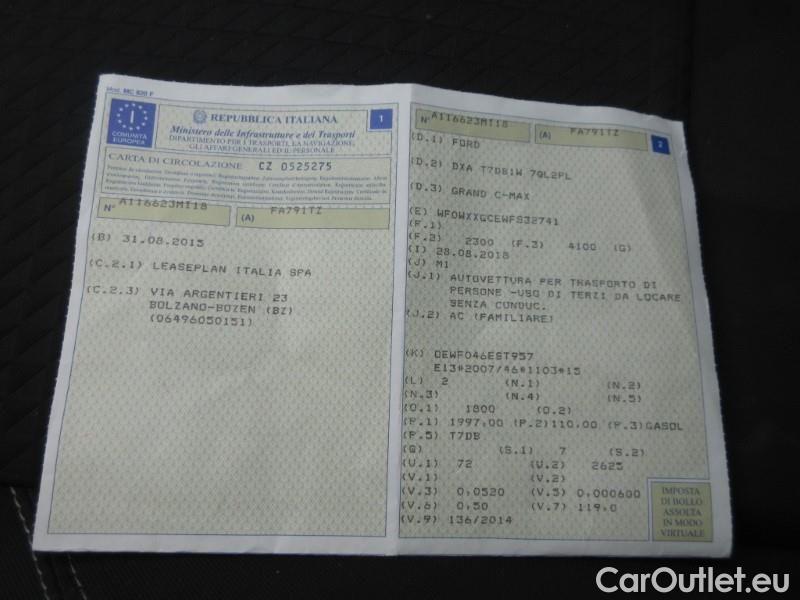 Mod. MC 820 F
I
COMUNITÀ
EUROPEA
REPUBBLICA ITALIANA
1
Ministero delle Infrastrutture e dei Trasporti
DIPARTIMENTO PER I TRASPORTI, LA NAVIGAZIONE,
GLI AFFARI GENERALI ED IL PERSONALE
CARTA DI CIRCOLAZIONE CZ 0525275
N° A116623MI18 (A) FA791TZ
(B) 31.08.2015
(C.2.1) LEASEPLAN ITALIA SPA
(C.2.3) VIA ARGENTIERI 23
BOLZANO-BOZEN (BZ)
(06496050151)
N° A116623MI18 (A) FA791TZ
2
(D.1) FORD
(D.2) DXA T7DB1W 7QL2PL
(D.3) GRAND C-MAX
(E) WF0WXXGCEWFS32741
(F.1)
(F.2) 2300 (F.3) 4100 (G)
(I) 28.08.2018
(J) M1
(J.1) AUTOVETTURA PER TRASPORTO DI
PERSONE -USO DI TERZI DA LOCARE
SENZA CONDUC.
(J.2) AC (FAMILIARE)
(K) OEWF046EST957
E13*2007/46*1103*15
(L) 2 (N.1) (N.2)
(N.3) (N.4) (N.5)
(O.1) 1800 (O.2)
(P.1) 1997,00 (P.2)110,00 (P.3)GASOL
(P.5) T7DB
(Q) (S.1) 7 (S.2)
(U.1) 72 (U.2) 2625
(V.1) (V.2)
(V.3) 0,0520 (V.5) 0,000600
(V.6) 0,50 (V.7) 119,0
(V.9) 136/2014
IMPOSTA
DI BOLLO
ASSOLTA
IN MODO
VIRTUALE
CarOutlet.eu